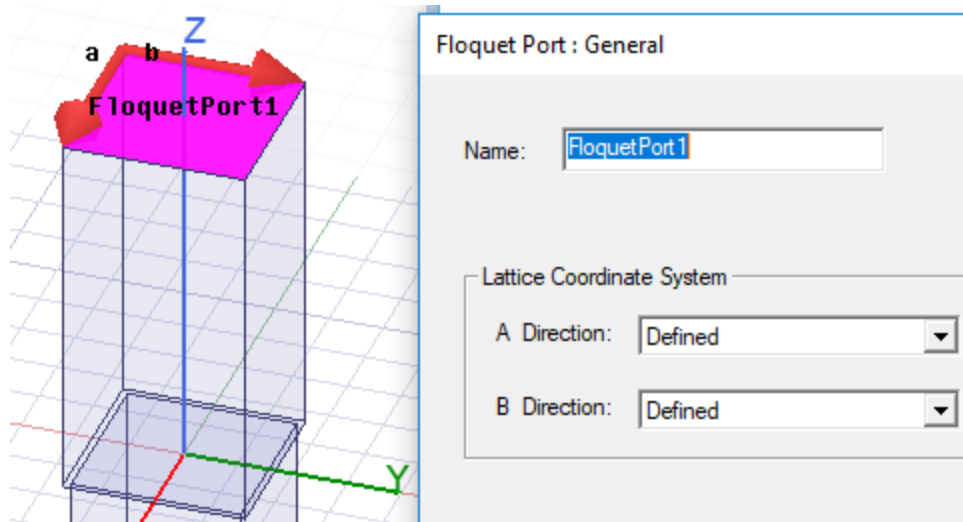 Z
a
b
FloquetPort1
Y
Floquet Port : General
Name:
FloquetPort1
Lattice Coordinate System
A Direction:
Defined
B Direction:
Defined